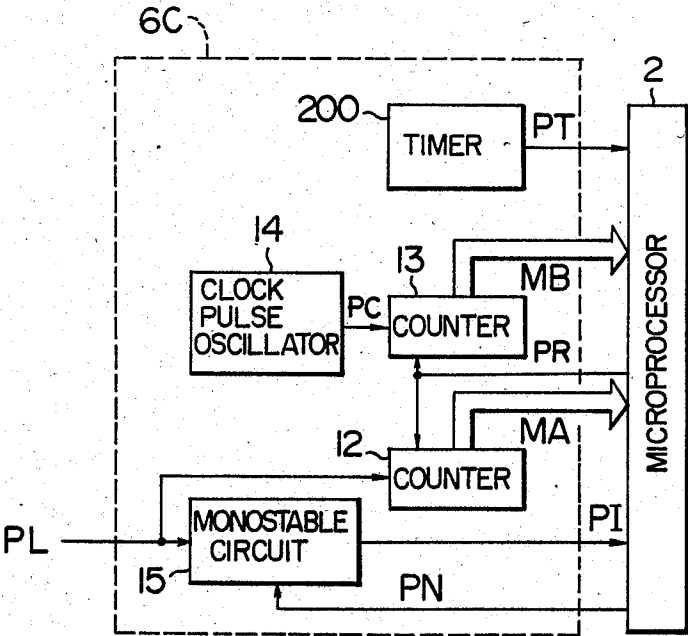 6C
2
200
TIMER
PT
14
13
MB
CLOCK
PULSE
OSCILLATOR
PC
COUNTER
PR
MICROPROCESSOR
MA
12
COUNTER
PL
MONOSTABLE
CIRCUIT
PI
15
PN